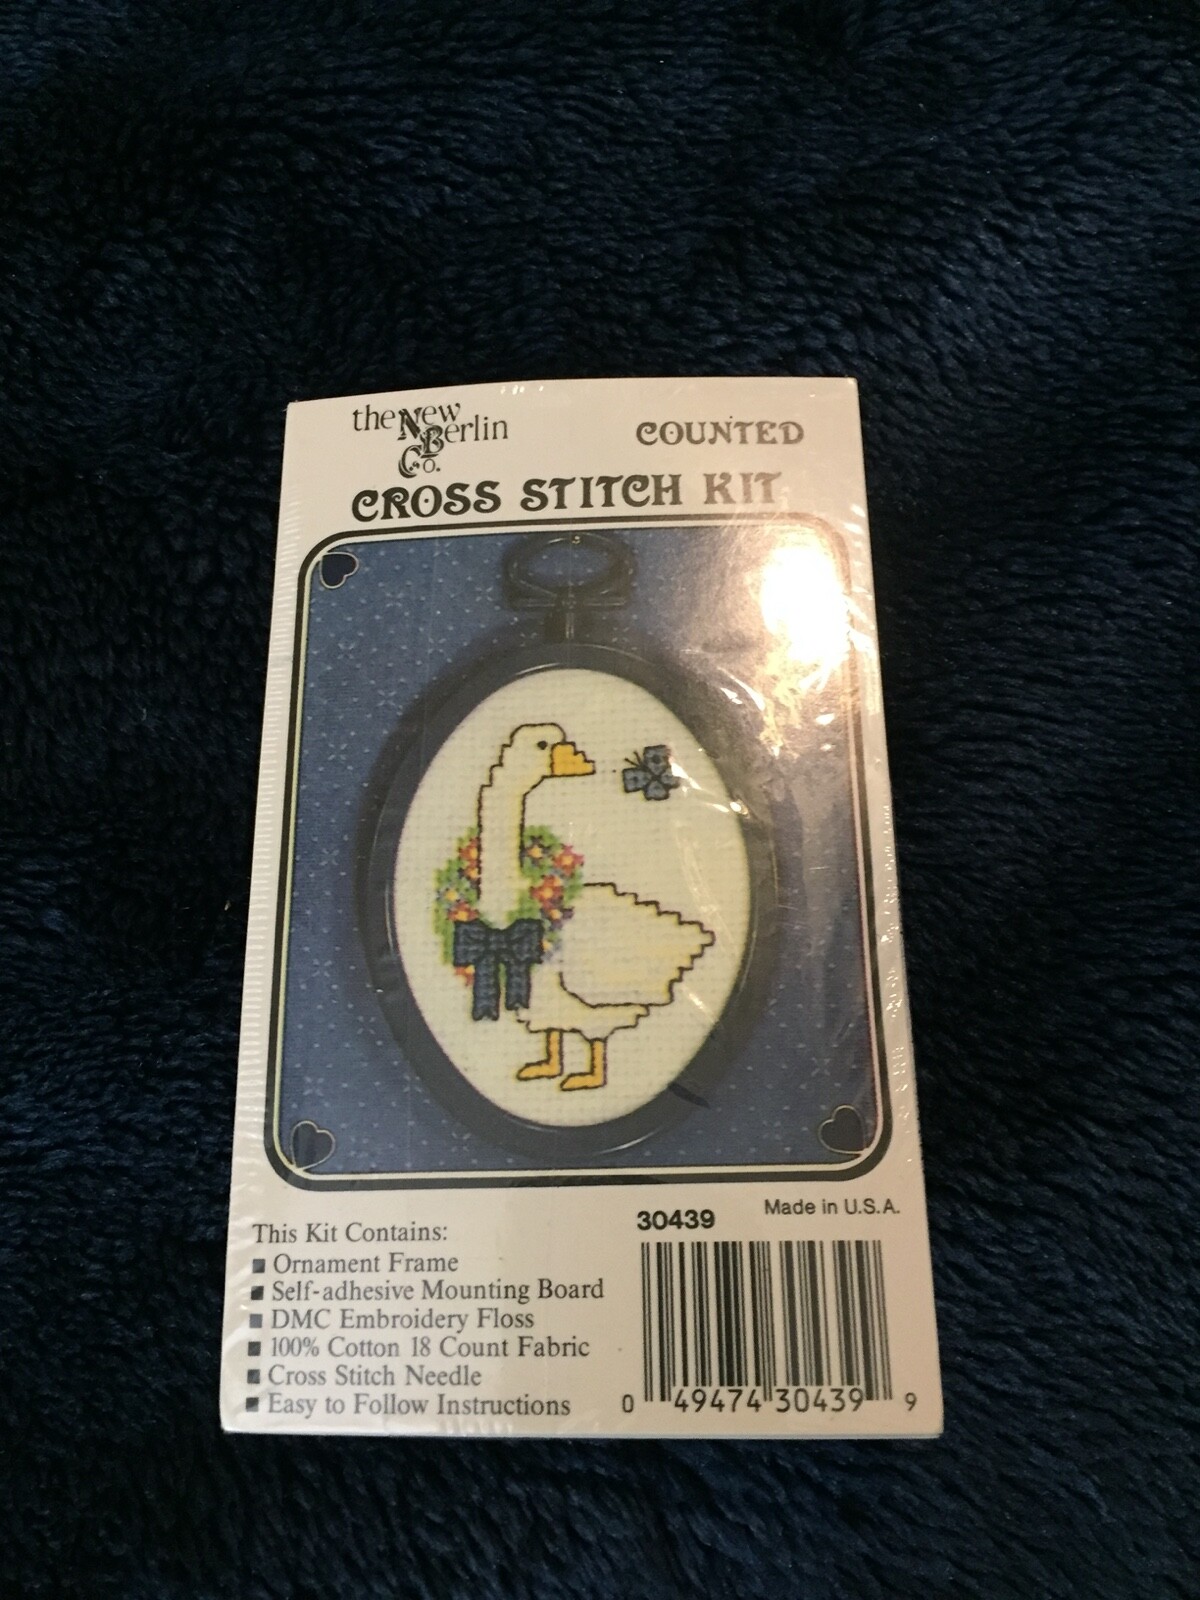 the New Berlin Co.
COUNTED
CROSS STITCH KIT
This Kit Contains:
■ Ornament Frame
■ Self-adhesive Mounting Board
■ DMC Embroidery Floss
■ 100% Cotton 18 Count Fabric
■ Cross Stitch Needle
■ Easy to Follow Instructions
30439
Made in U.S.A.
0 49474 30439 9